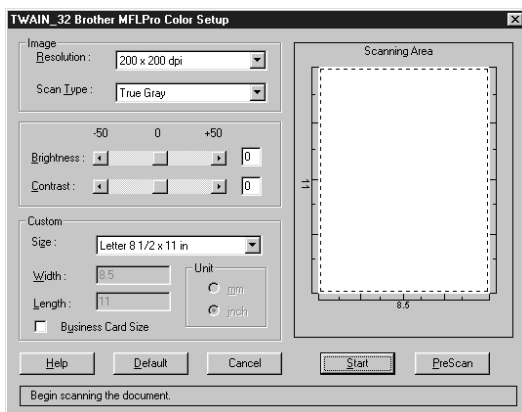 TWAIN_32 Brother MFLPro Color Setup
Image
Resolution : 200 x 200 dpi
Scan Type : True Gray
-50 0 +50
Brightness : 0
Contrast : 0
Custom
Size : Letter 8 1/2 x 11 in
Width : 8.5
Length : 11
Unit
mm
inch
Business Card Size
Scanning Area
11
8.5
Help Default Cancel Start PreScan
Begin scanning the document.